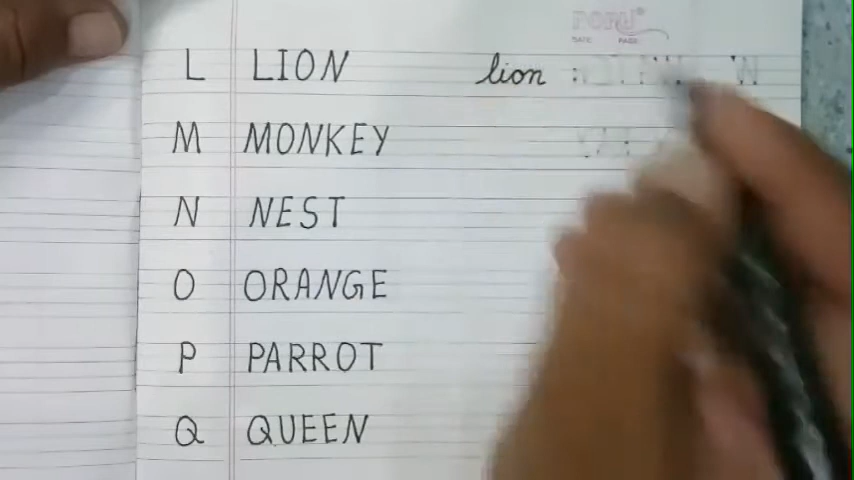 L LION lion
M MONKEY
N NEST
O ORANGE
P PARROT
Q QUEEN